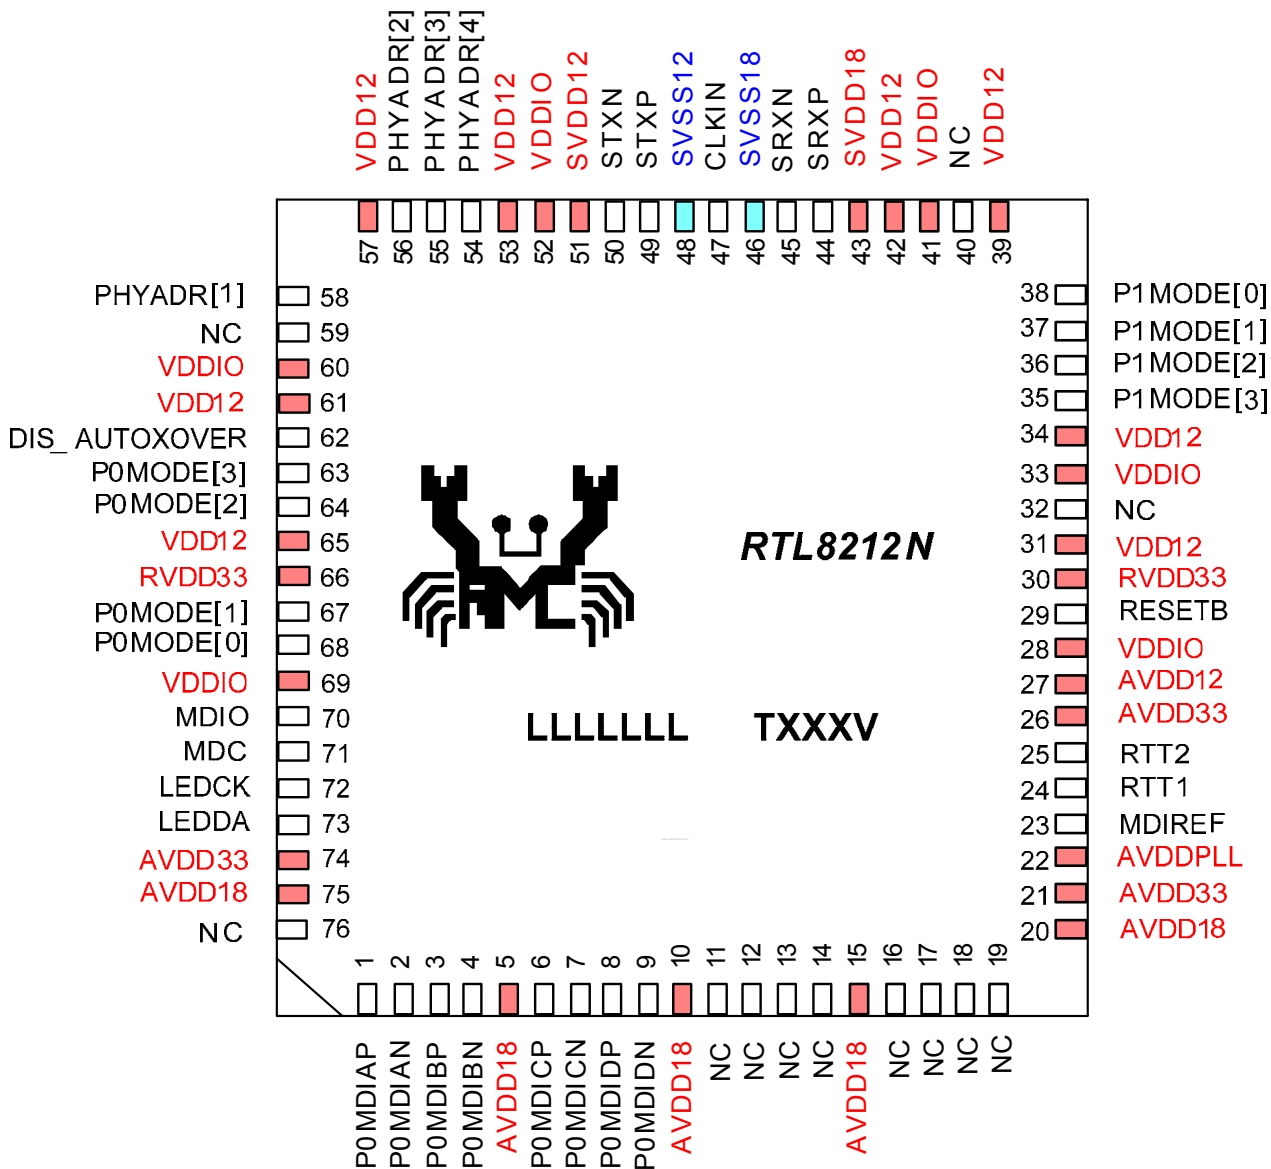 VDD12
PHYADR[2]
PHYADR[3]
PHYADR[4]
VDD12
VDDIO
SVDD12
STXN
STXP
SVSS12
CLKIN
SVSS18
SRXN
SRXP
SVDD18
VDD12
VDDIO
NC
VDD12
57
56
55
54
53
52
51
50
49
48
47
46
45
44
43
42
41
40
39
PHYADR[1] 58
NC 59
VDDIO 60
VDD12 61
DIS_ AUTOXOVER 62
P0MODE[3] 63
P0MODE[2] 64
VDD12 65
RVDD33 66
P0MODE[1] 67
P0MODE[0] 68
VDDIO 69
MDIO 70
MDC 71
LEDCK 72
LEDDA 73
AVDD33 74
AVDD18 75
NC 76
RTL8212N
LLLLLLL TXXXV
38 P1MODE[0]
37 P1MODE[1]
36 P1MODE[2]
35 P1MODE[3]
34 VDD12
33 VDDIO
32 NC
31 VDD12
30 RVDD33
29 RESETB
28 VDDIO
27 AVDD12
26 AVDD33
25 RTT2
24 RTT1
23 MDIREF
22 AVDDPLL
21 AVDD33
20 AVDD18
1
2
3
4
5
6
7
8
9
10
11
12
13
14
15
16
17
18
19
P0MDIAP
P0MDIAN
P0MDIBP
P0MDIBN
AVDD18
P0MDICP
P0MDICN
P0MDIDP
P0MDIDN
AVDD18
NC
NC
NC
NC
AVDD18
NC
NC
NC
NC